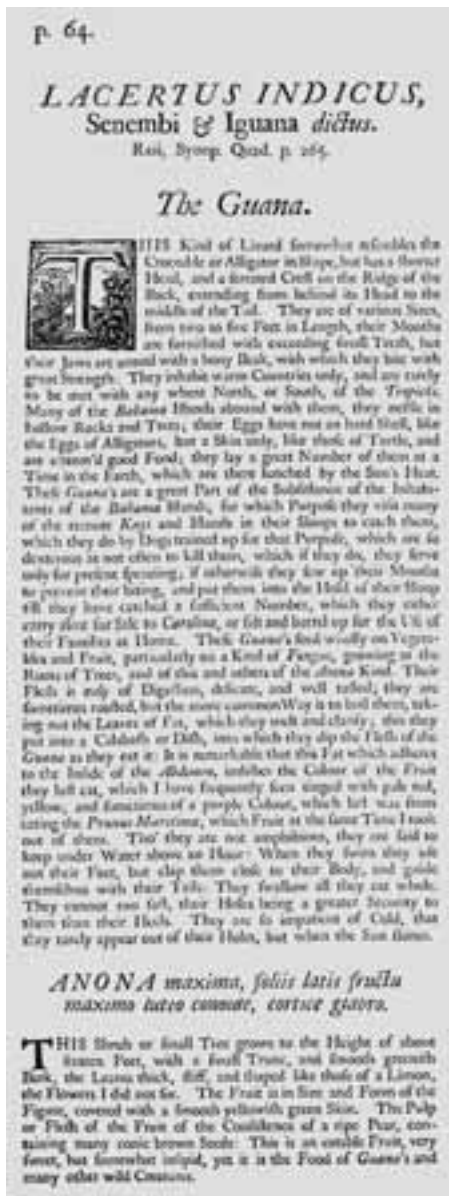 p. 64.
LACERTUS INDICUS,
Senembi & Iguana dictus.
Raii, Synop. Quad. p. 265.
The Guana.
THIS Kind of Lizard somewhat resembles the
Crocodile or Alligator in Shape, but has a shorter
Head, and a serrated Crest on the Ridge of the
Back, extending from behind its Head to the
middle of the Tail. They are of various Sizes,
from two to five Feet in Length, their Mouths
are furnished with exceeding small Teeth, but
their Jaws are armed with a bony Beak, with which they bite with
great Strength. They inhabit warm Countries only, and are rarely
to be met with any where North, or South, of the Tropicks.
Many of the Bahama Islands abound with them, they nestle in
hollow Rocks and Trees; their Eggs have not an hard Shell, like
the Eggs of Alligators, but a Skin only, like those of Turtle, and
are esteem'd good Food; they lay a great Number of them at a
Time in the Earth, which are there hatched by the Sun's Heat.
These Guana's are a great Part of the Subsistence of the Inhabi-
tants of the Bahama Islands, for which Purpose they visit many
of the remote Kays and Islands in their Sloops to catch them,
which they do by Dogs trained up for that Purpose, which are so
dexterous as not often to kill them, which if they do, they serve
only for present spending; if otherwise they sew up their Mouths
to prevent their biting, and put them into the Hold of their Sloop
till they have catched a sufficient Number, which they either
carry alive for Sale to Carolina, or salt and barrel up for the Use of
their Families at Home. These Guana's feed wholly on Vegeta-
bles and Fruit, particularly on a Kind of Fungus, growing at the
Roots of Trees, and of this and others of the Anona Kind. Their
Flesh is easy of Digestion, delicate, and well tasted; they are
sometimes roasted, but the more common Way is to boil them, tak-
ing out the Leaves of Fat, which they melt and clarify; this they
put into a Calabash or Dish, into which they dip the Flesh of the
Guana as they eat it: It is remarkable that this Fat which adheres
to the Inside of the Abdomen, imbibes the Colour of the Fruit
they last eat, which I have frequently seen tinged with pale red,
yellow, and sometimes of a purple Colour, which last was from
eating the Prunus Maritima, which Fruit at the same Time I took
out of them. Tho' they are not amphibious, they are said to
keep under Water above an Hour: When they swim they use
not their Feet, but clap them close to their Body, and guide
themselves with their Tails: They swallow all they eat whole.
They cannot run fast, their Holes being a greater Security to
them than their Heels. They are so impatient of Cold, that
they rarely appear out of their Holes, but when the Sun shines.
ANONA maxima, foliis latis fructu
maximo luteo conoide, cortice glabro.
THIS Shrub or small Tree grows to the Height of about
sixteen Feet, with a small Trunc, and smooth greenish
Bark, the Leaves thick, stiff, and shaped like those of a Limon,
the Flowers I did not see. The Fruit is in Size and Form of the
Figure, covered with a smooth yellowish green Skin. The Pulp
or Flesh of the Fruit of the Consistence of a ripe Pear, con-
taining many conic brown Seeds: This is an eatable Fruit, very
sweet, but somewhat insipid, yet it is the Food of Guana's and
many other wild Creatures.